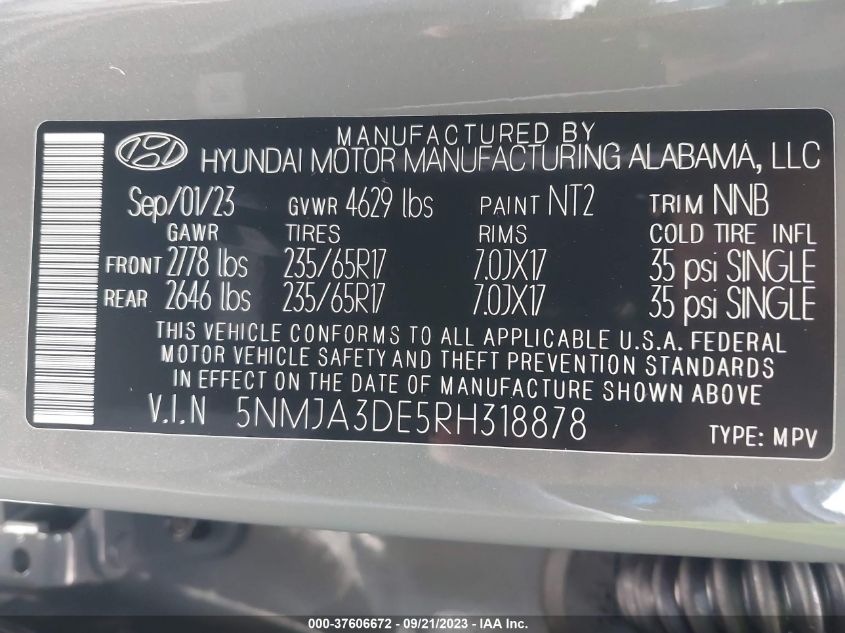 MANUFACTURED BY
HYUNDAI MOTOR MANUFACTURING ALABAMA, LLC
Sep/01/23 GVWR 4629 lbs PAINT NT2 TRIM NNB
GAWR TIRES RIMS COLD TIRE INFL
FRONT 2778 lbs 235/65R17 7.0JX17 35 psi SINGLE
REAR 2646 lbs 235/65R17 7.0JX17 35 psi SINGLE
THIS VEHICLE CONFORMS TO ALL APPLICABLE U.S.A. FEDERAL
MOTOR VEHICLE SAFETY AND THEFT PREVENTION STANDARDS
IN EFFECT ON THE DATE OF MANUFACTURE SHOWN ABOVE.
V.I.N 5NMJA3DE5RH318878
TYPE: MPV
000-37606672 - 09/21/2023 - IAA Inc.